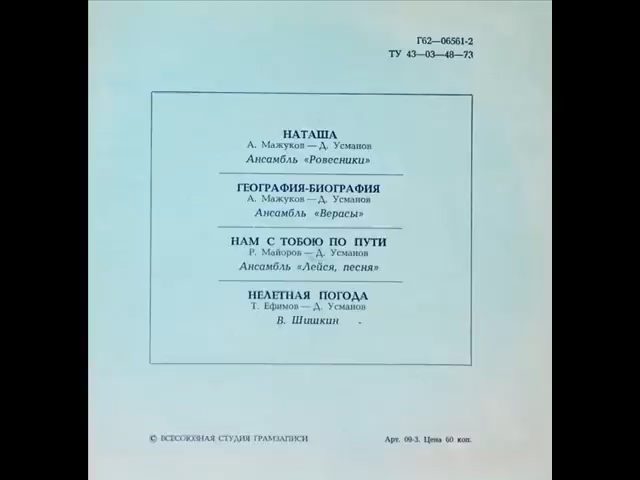 Г62—06561-2
ТУ 43—03—48—73
НАТАША
А. Мажуков — Д. Усманов
Ансамбль «Ровесники»
ГЕОГРАФИЯ-БИОГРАФИЯ
А. Мажуков — Д. Усманов
Ансамбль «Верасы»
НАМ С ТОБОЮ ПО ПУТИ
Р. Майоров — Д. Усманов
Ансамбль «Лейся, песня»
НЕЛЕТНАЯ ПОГОДА
Т. Ефимов — Д. Усманов
В. Шишкин
© ВСЕСОЮЗНАЯ СТУДИЯ ГРАМЗАПИСИ
Арт. 09-3. Цена 60 коп.